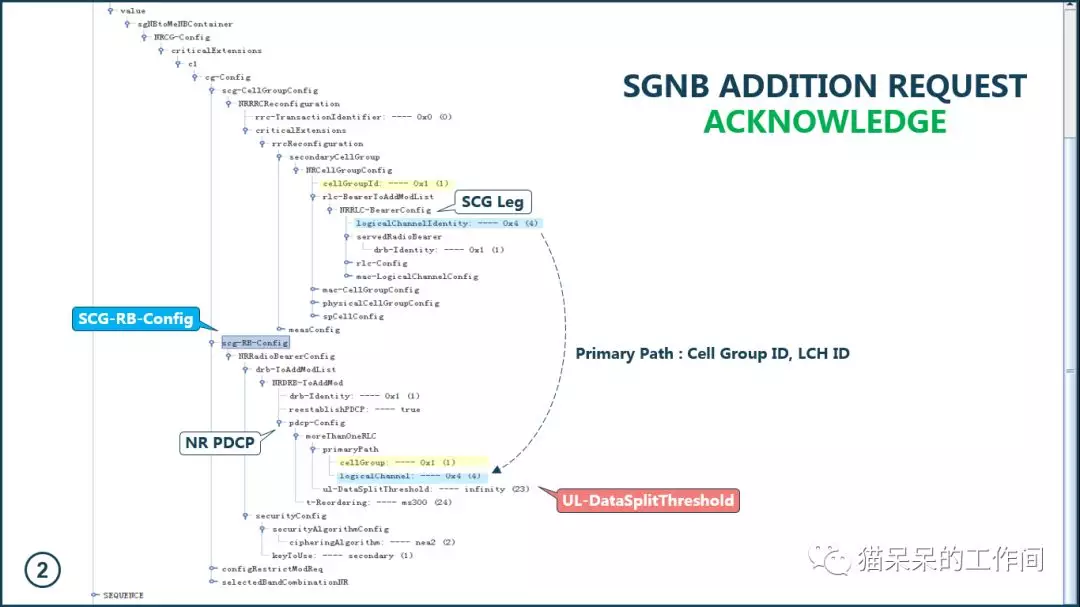 value
sgNBtoMeNBContainer
NRCG-Config
criticalExtensions
c1
cg-Config
scg-CellGroupConfig
NRRRCReconfiguration
rrc-TransactionIdentifier: ---- 0x0 (0)
criticalExtensions
rrcReconfiguration
secondaryCellGroup
NRCellGroupConfig
cellGroupId: ---- 0x1 (1)
rlc-BearerToAddModList
NRRLC-BearerConfig
logicalChannelIdentity: ---- 0x4 (4)
servedRadioBearer
drb-Identity: ---- 0x1 (1)
rlc-Config
mac-LogicalChannelConfig
mac-CellGroupConfig
physicalCellGroupConfig
spCellConfig
measConfig
scg-RB-Config
NRRadioBearerConfig
drb-ToAddModList
NRDRB-ToAddMod
drb-Identity: ---- 0x1 (1)
reestablishPDCP: ---- true
pdcp-Config
moreThanOneRLC
primaryPath
cellGroup: ---- 0x1 (1)
logicalChannel: ---- 0x4 (4)
ul-DataSplitThreshold: ---- infinity (23)
t-Reordering: ---- ms300 (24)
securityConfig
securityAlgorithmConfig
cipheringAlgorithm: ---- nea2 (2)
keyToUse: ---- secondary (1)
configRestrictModReq
selectedBandCombinationNR
SEQUENCE
SGNB ADDITION REQUEST
ACKNOWLEDGE
SCG Leg
SCG-RB-Config
Primary Path : Cell Group ID, LCH ID
NR PDCP
UL-DataSplitThreshold
2
猫呆呆的工作间